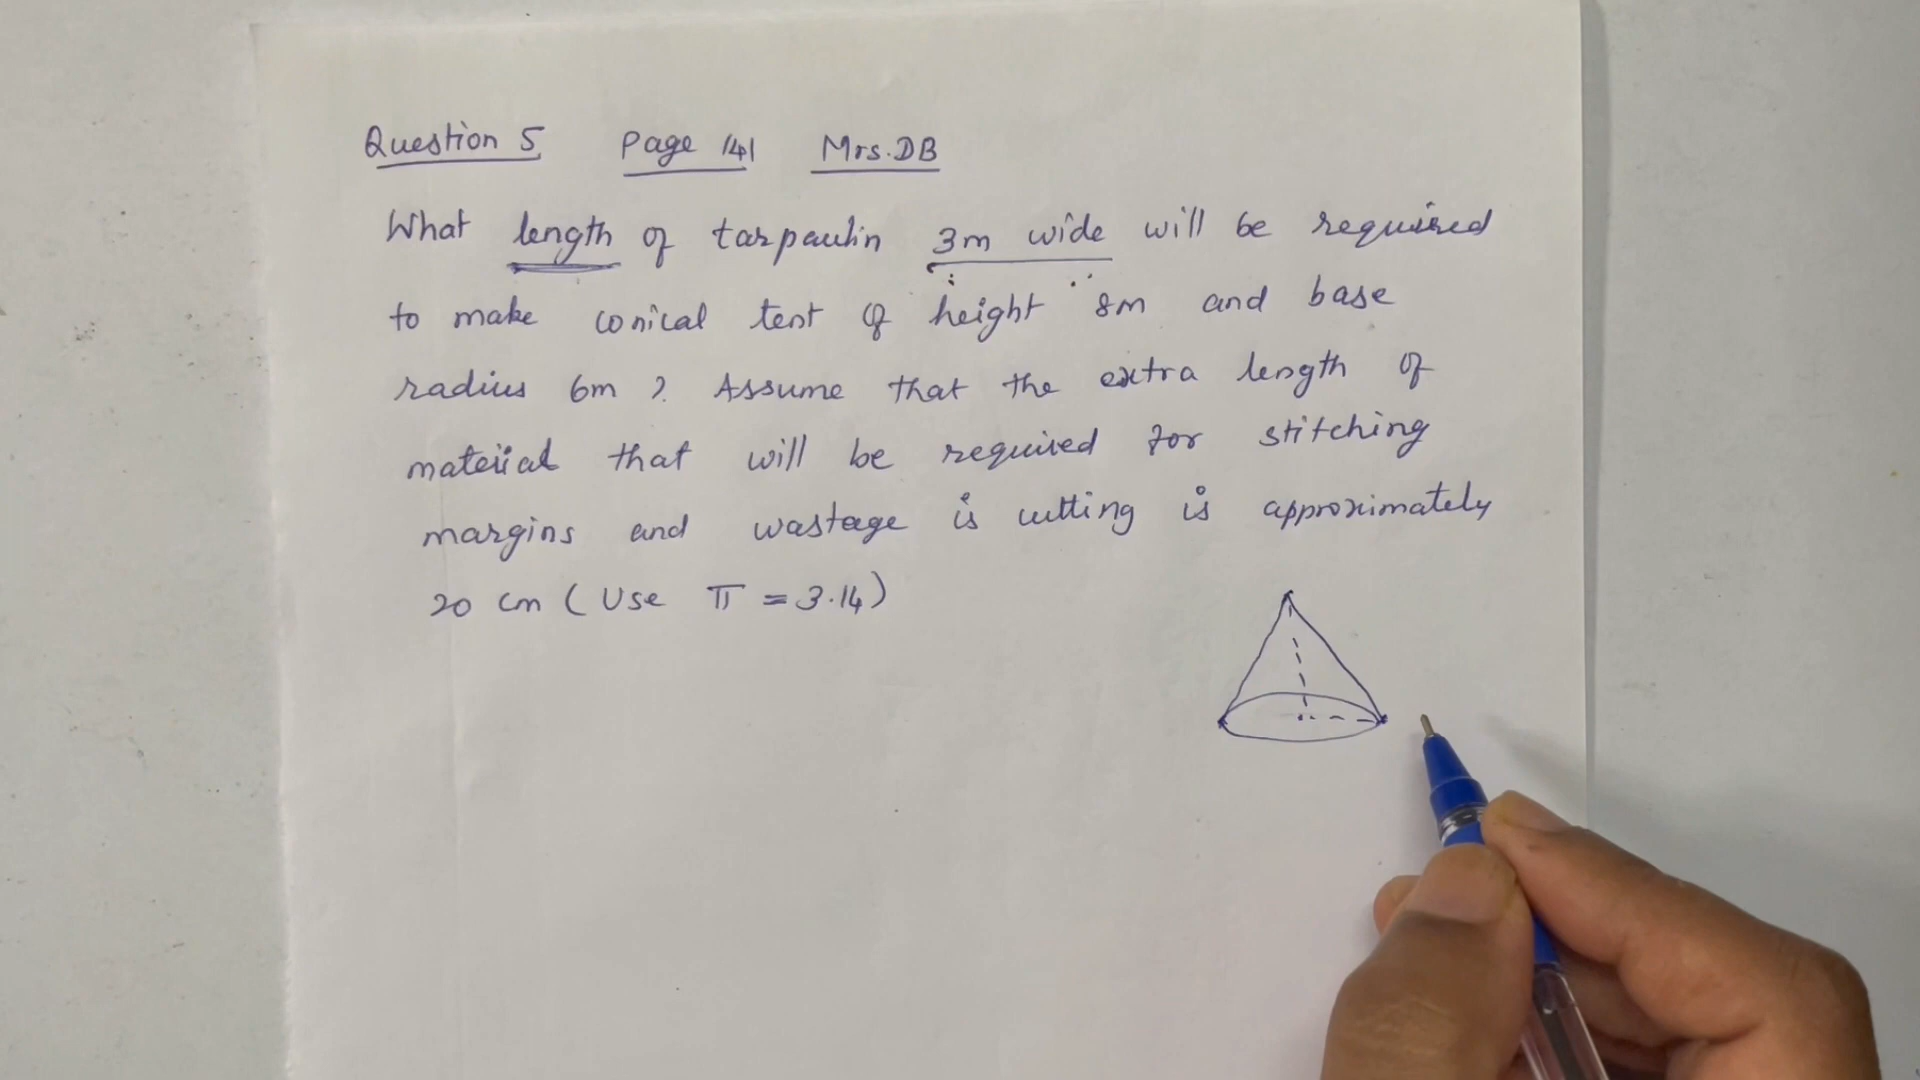 Question 5 Page 141 Mrs.DB
What length of tarpaulin 3m wide will be required
to make conical tent of height 8m and base
radius 6m ? Assume that the extra length of
material that will be required for stitching
margins and wastage is cutting is approximately
20 cm ( Use π = 3.14 )